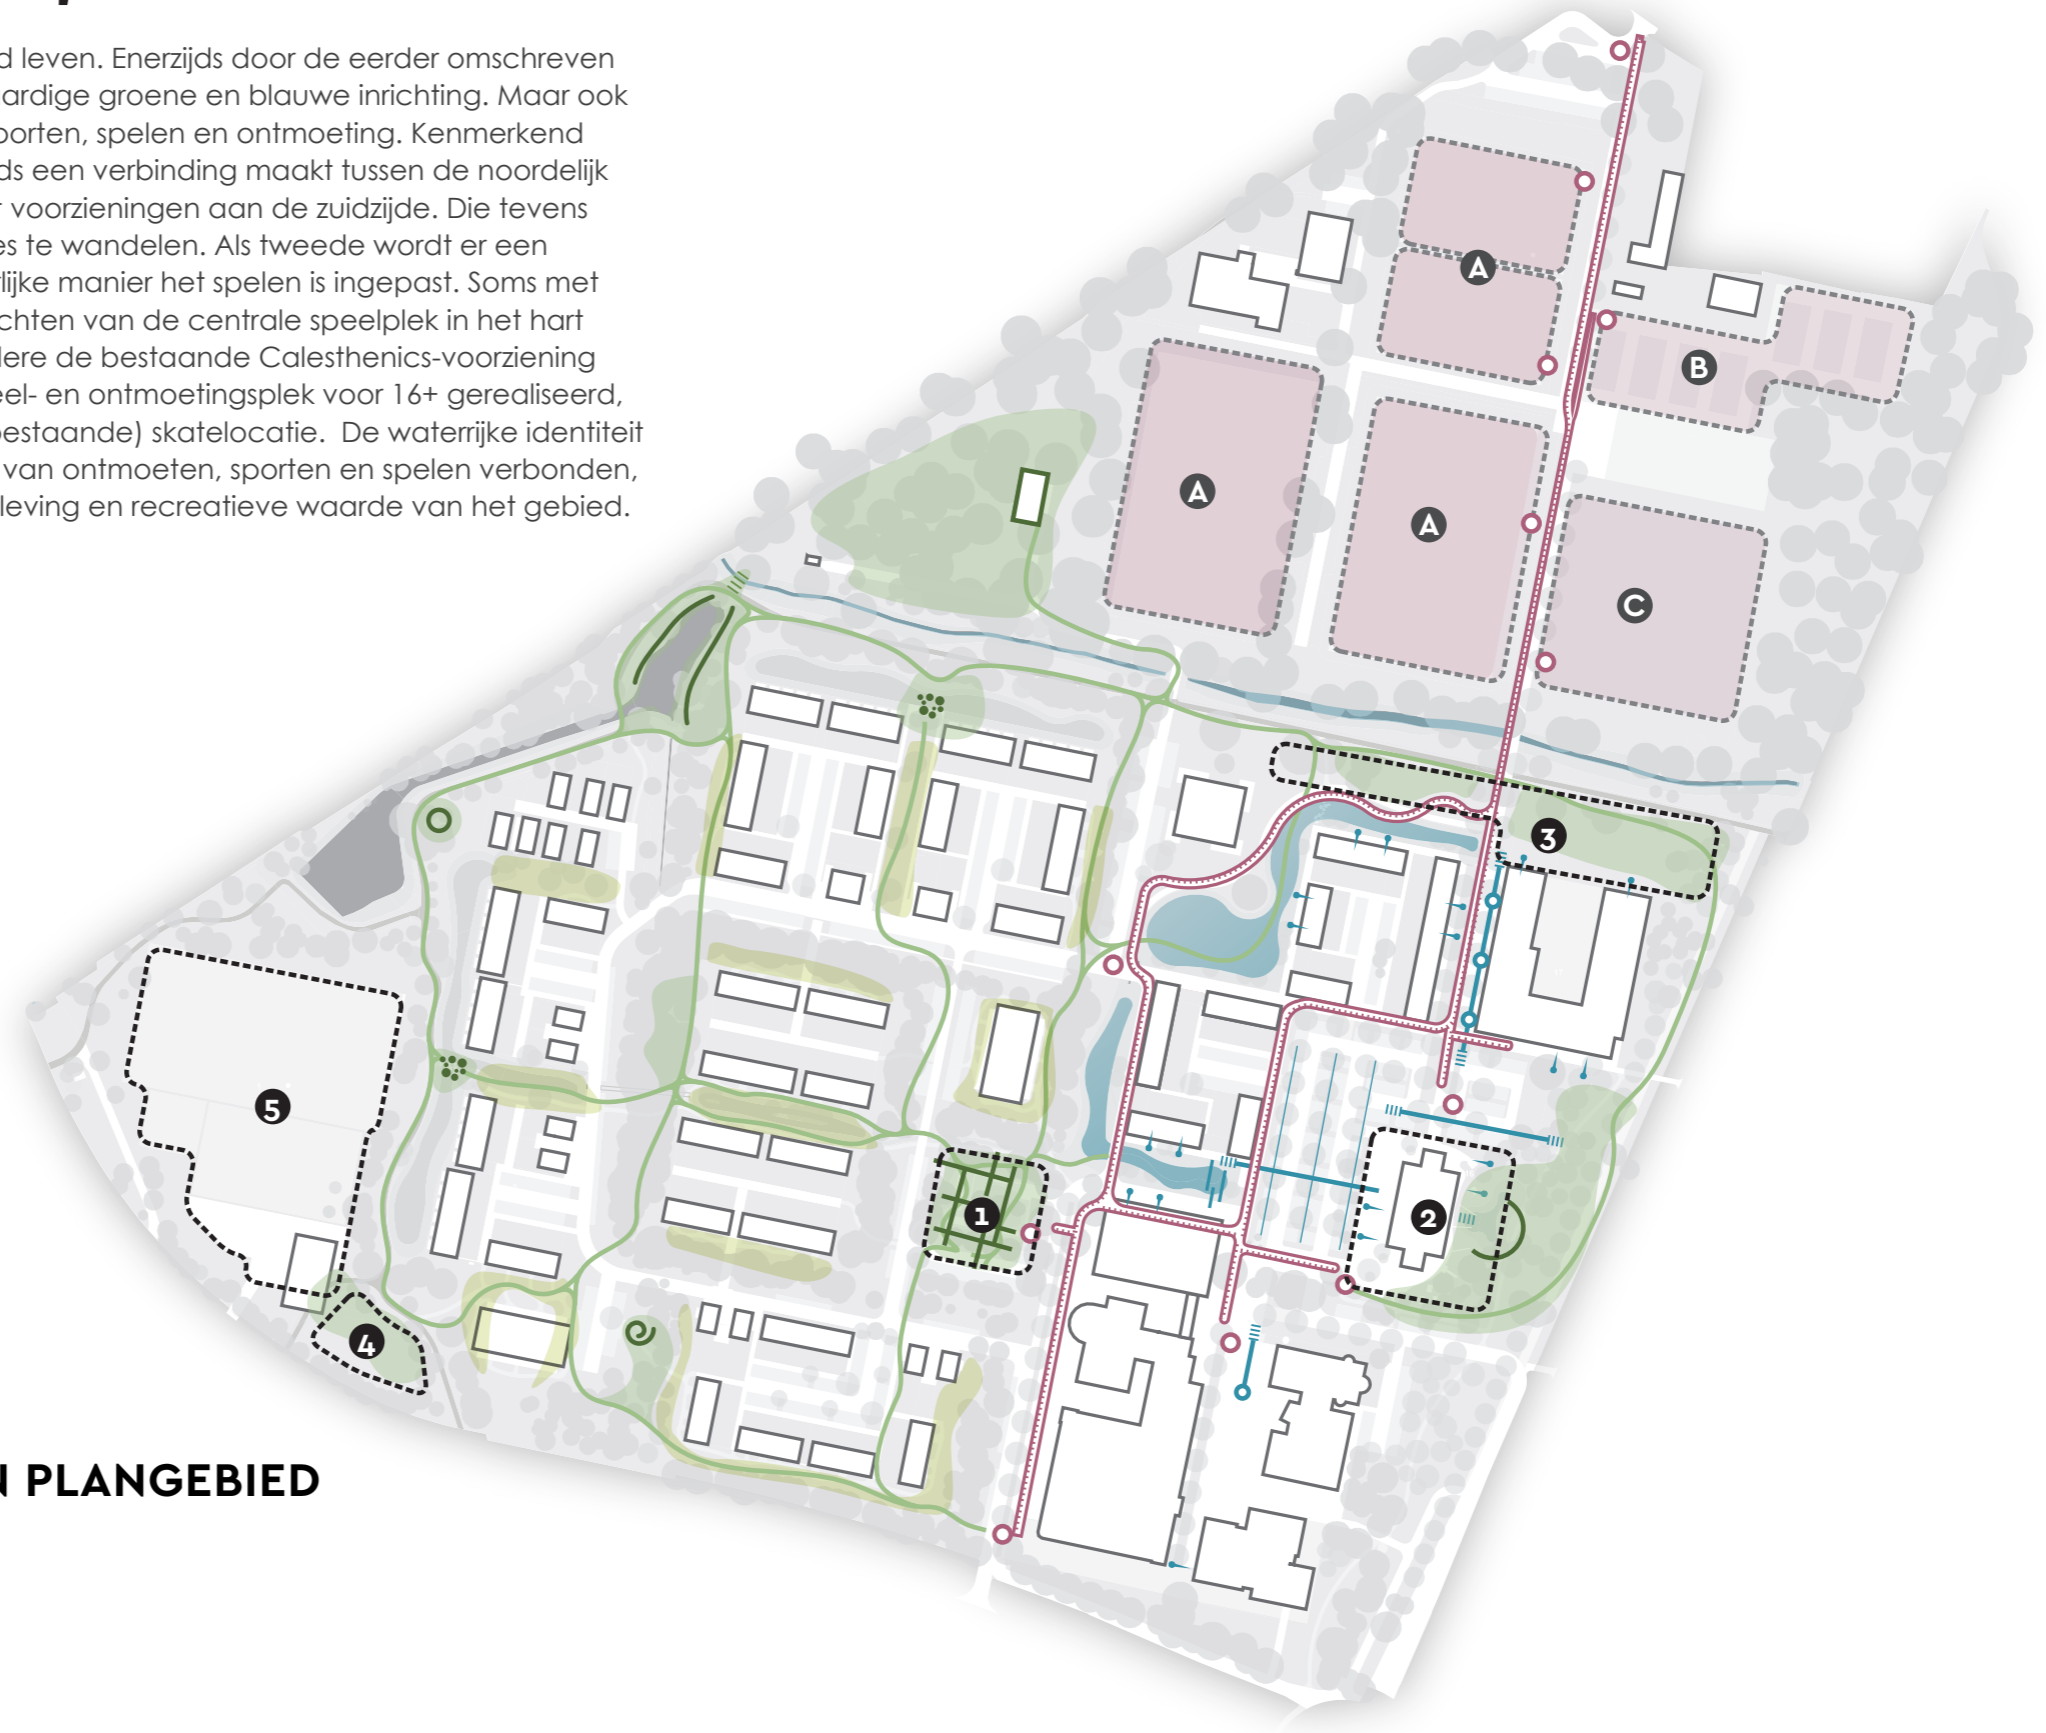 d leven. Enerzijds door de eerder omschreven
ardige groene en blauwe inrichting. Maar ook
porten, spelen en ontmoeting. Kenmerkend
ds een verbinding maakt tussen de noordelijk
voorzieningen aan de zuidzijde. Die tevens
es te wandelen. Als tweede wordt er een
lijke manier het spelen is ingepast. Soms met
chten van de centrale speelplek in het hart
dere de bestaande Calesthenics-voorziening
eel- en ontmoetingsplek voor 16+ gerealiseerd,
bestaande) skatelocatie. De waterrijke identiteit
van ontmoeten, sporten en spelen verbonden,
leving en recreatieve waarde van het gebied.
A
B
A
A
C
3
5
1
2
4
N PLANGEBIED